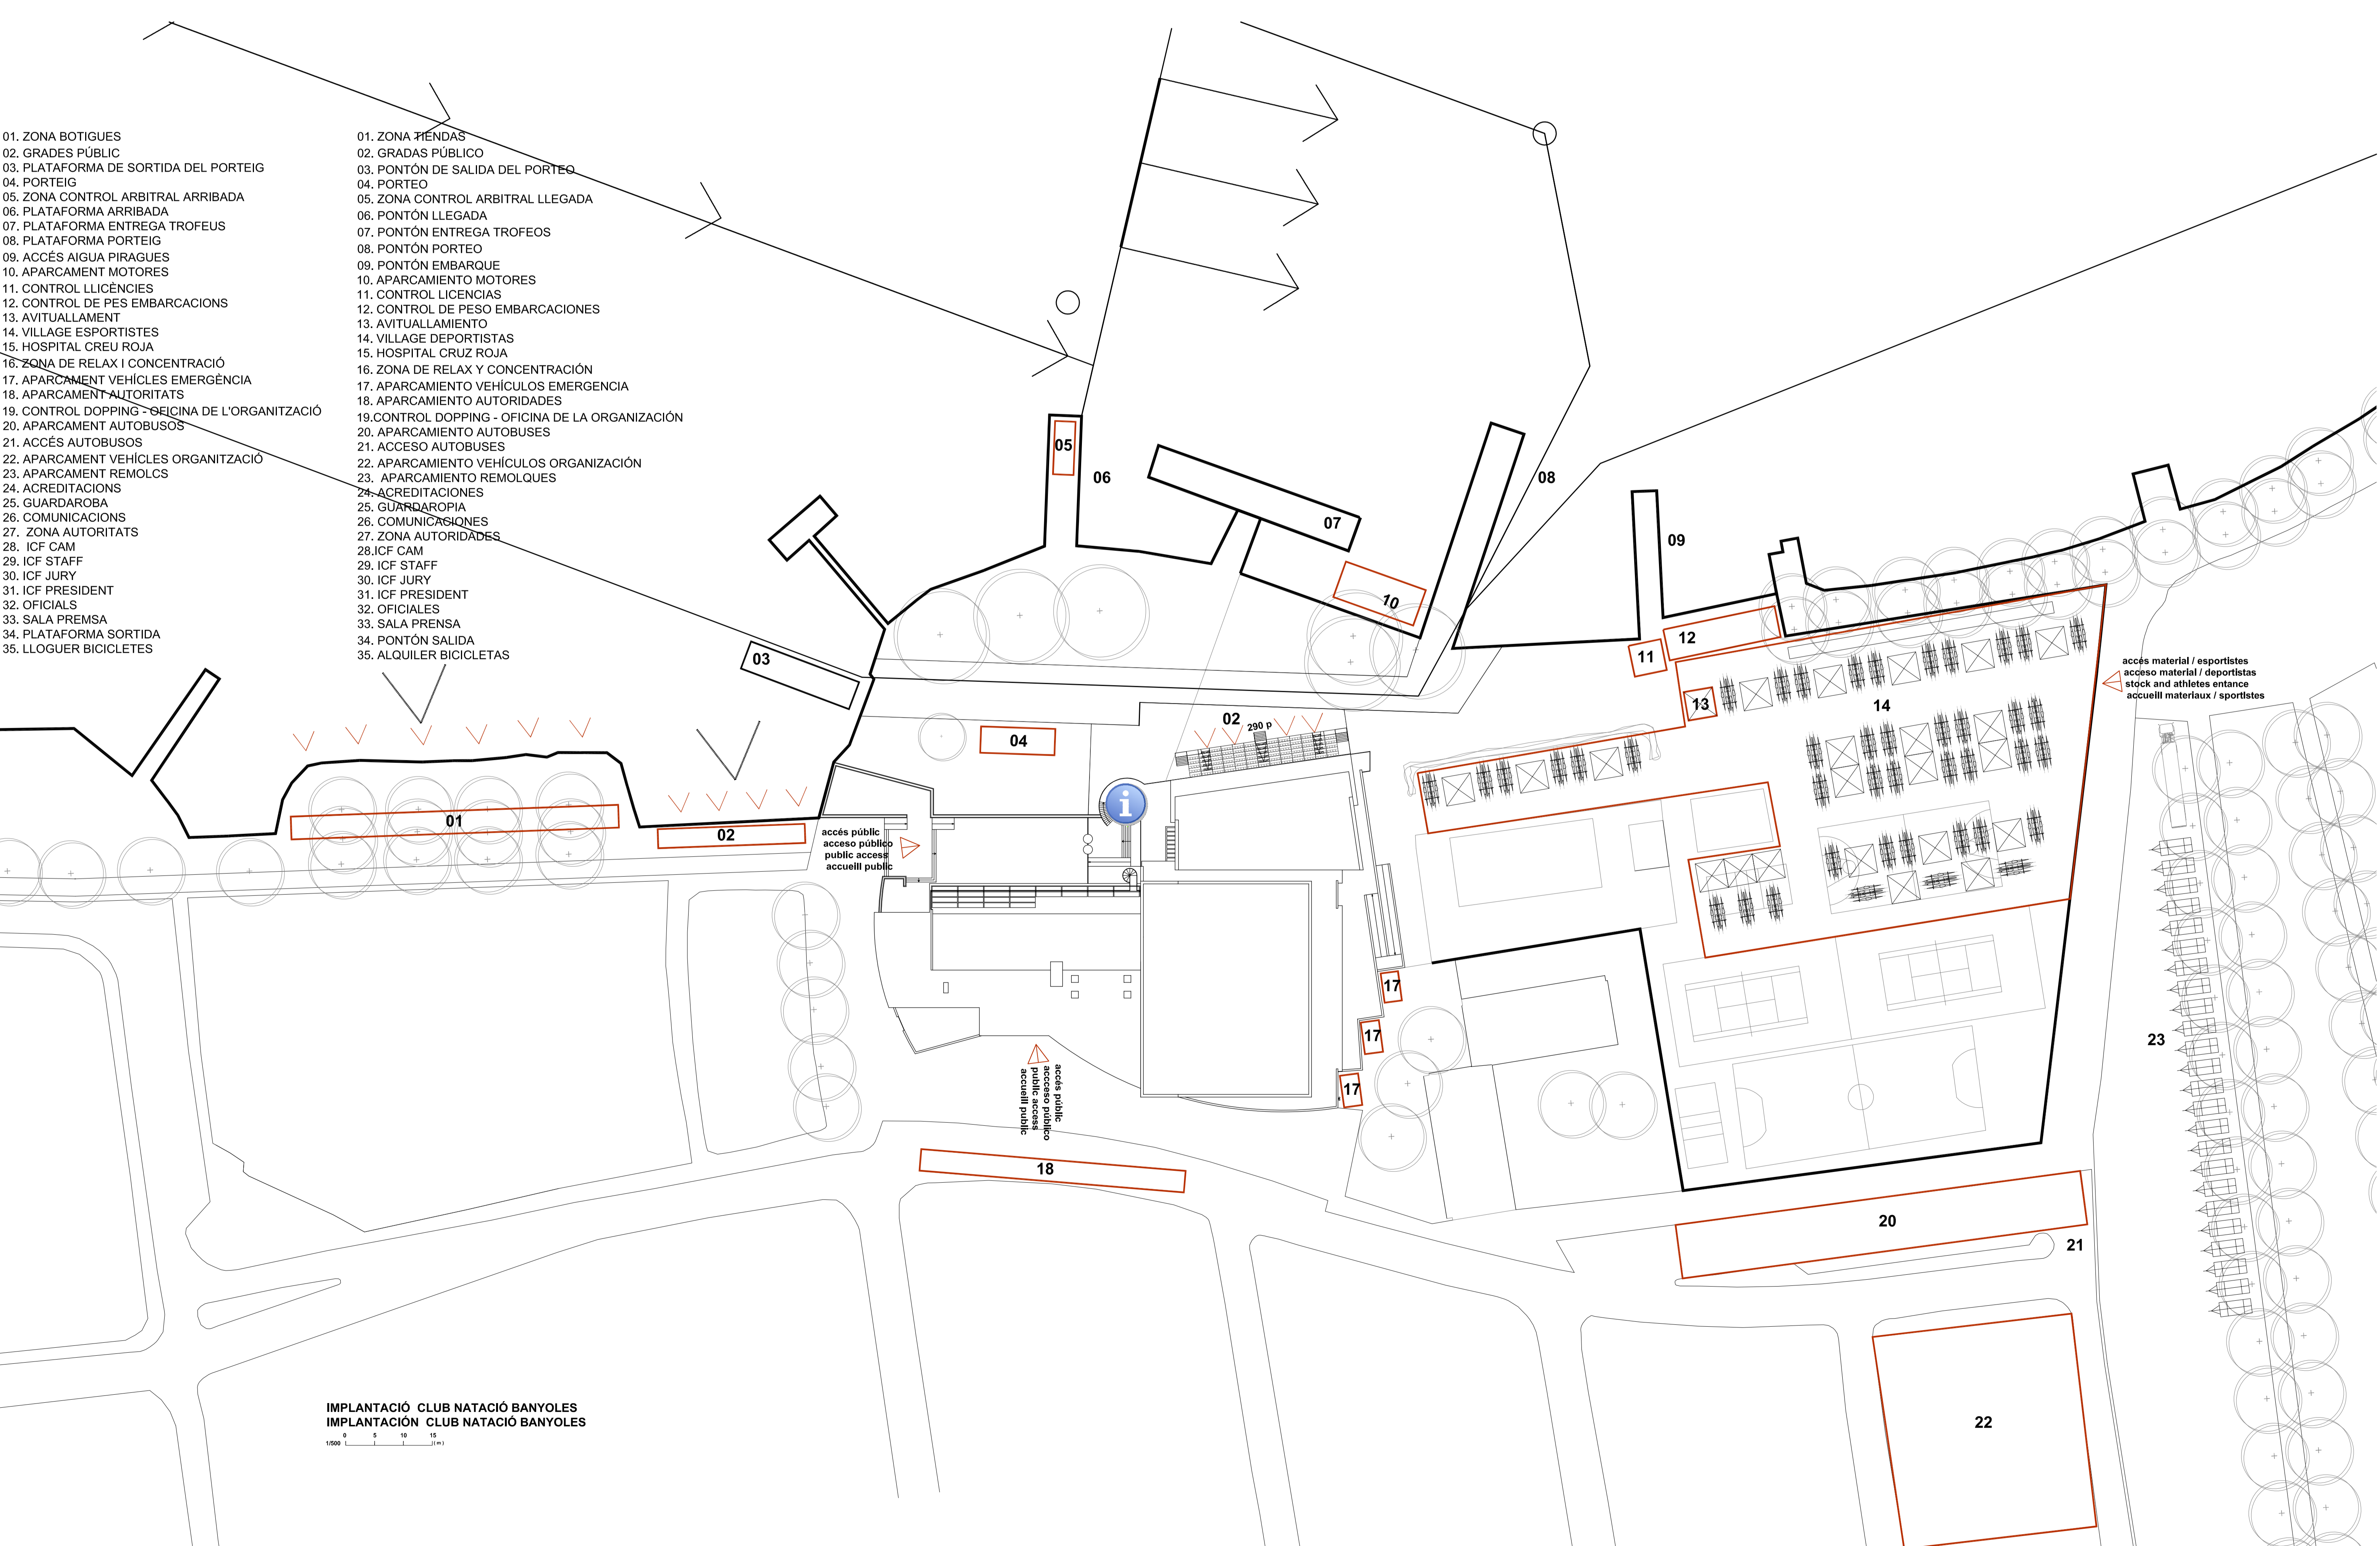 01. ZONA BOTIGUES
02. GRADES PÚBLIC
03. PLATAFORMA DE SORTIDA DEL PORTEIG
04. PORTEIG
05. ZONA CONTROL ARBITRAL ARRIBADA
06. PLATAFORMA ARRIBADA
07. PLATAFORMA ENTREGA TROFEUS
08. PLATAFORMA PORTEIG
09. ACCÉS AIGUA PIRAGUES
10. APARCAMENT MOTORES
11. CONTROL LLICÈNCIES
12. CONTROL DE PES EMBARCACIONS
13. AVITUALLAMENT
14. VILLAGE ESPORTISTES
15. HOSPITAL CREU ROJA
16. ZONA DE RELAX I CONCENTRACIÓ
17. APARCAMENT VEHÍCLES EMERGÈNCIA
18. APARCAMENT AUTORITATS
19. CONTROL DOPPING - OFICINA DE L'ORGANITZACIÓ
20. APARCAMENT AUTOBUSOS
21. ACCÉS AUTOBUSOS
22. APARCAMENT VEHÍCLES ORGANITZACIÓ
23. APARCAMENT REMOLCS
24. ACREDITACIONS
25. GUARDAROBA
26. COMUNICACIONS
27. ZONA AUTORITATS
28. ICF CAM
29. ICF STAFF
30. ICF JURY
31. ICF PRESIDENT
32. OFICIALS
33. SALA PREMSA
34. PLATAFORMA SORTIDA
35. LLOGUER BICICLETES
01. ZONA TIENDAS
02. GRADAS PÚBLICO
03. PONTÓN DE SALIDA DEL PORTEO
04. PORTEO
05. ZONA CONTROL ARBITRAL LLEGADA
06. PONTÓN LLEGADA
07. PONTÓN ENTREGA TROFEOS
08. PONTÓN PORTEO
09. PONTÓN EMBARQUE
10. APARCAMIENTO MOTORES
11. CONTROL LICENCIAS
12. CONTROL DE PESO EMBARCACIONES
13. AVITUALLAMIENTO
14. VILLAGE DEPORTISTAS
15. HOSPITAL CRUZ ROJA
16. ZONA DE RELAX Y CONCENTRACIÓN
17. APARCAMIENTO VEHÍCULOS EMERGENCIA
18. APARCAMIENTO AUTORIDADES
19.CONTROL DOPPING - OFICINA DE LA ORGANIZACIÓN
20. APARCAMIENTO AUTOBUSES
21. ACCESO AUTOBUSES
22. APARCAMIENTO VEHÍCULOS ORGANIZACIÓN
23. APARCAMIENTO REMOLQUES
24. ACREDITACIONES
25. GUARDAROPIA
26. COMUNICACIONES
27. ZONA AUTORIDADES
28.ICF CAM
29. ICF STAFF
30. ICF JURY
31. ICF PRESIDENT
32. OFICIALES
33. SALA PRENSA
34. PONTÓN SALIDA
35. ALQUILER BICICLETAS
05
06
07
08
09
10
11
12
03
13
14
accés material / esportistes
acceso material / deportistas
stock and athletes entance
accueill materiaux / sportistes
02
290 p
04
i
01
02
accés públic
acceso público
public access
accueill public
17
17
17
23
accés públic
accceso público
public access
accueill public
18
20
21
22
IMPLANTACIÓ CLUB NATACIÓ BANYOLES
IMPLANTACIÓN CLUB NATACIÓ BANYOLES
0 5 10 15
1/500 ( m )